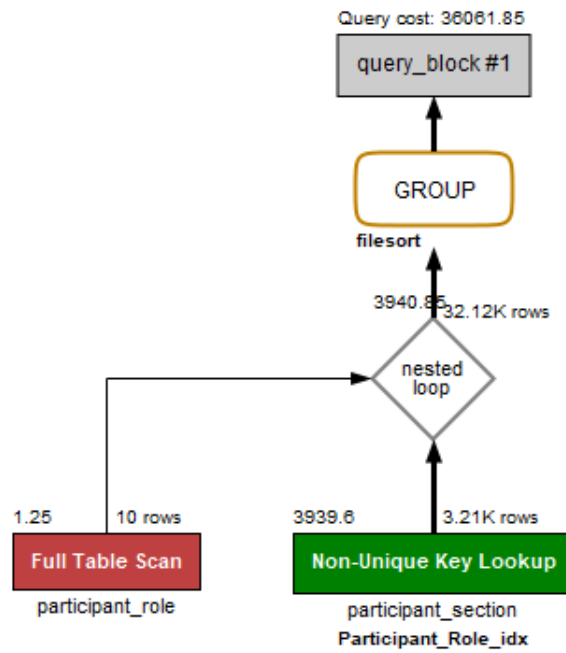 Query cost: 36061.85
query_block #1
GROUP
filesort
3940.85
32.12K rows
nested
loop
1.25
10 rows
3939.6
3.21K rows
Full Table Scan
Non-Unique Key Lookup
participant_role
participant_section
Participant_Role_idx